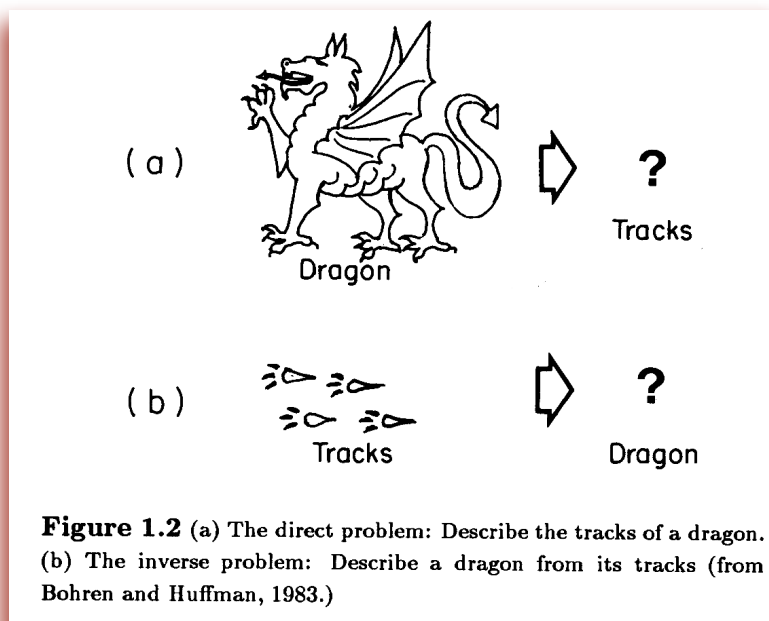 (a)
?
Tracks
Dragon
(b)
?
Tracks
Dragon
Figure 1.2 (a) The direct problem: Describe the tracks of a dragon.
(b) The inverse problem: Describe a dragon from its tracks (from
Bohren and Huffman, 1983.)